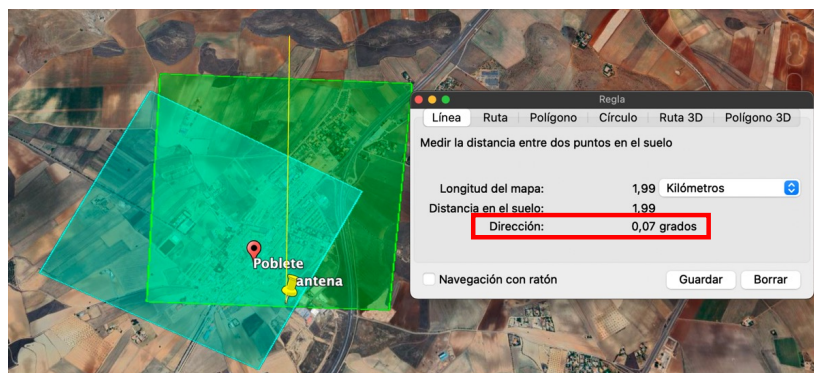 Poblete
antena
Regla
Línea
Ruta
Polígono
Círculo
Ruta 3D
Polígono 3D
Medir la distancia entre dos puntos en el suelo
Longitud del mapa: 1,99 Kilómetros
Distancia en el suelo: 1,99
Dirección: 0,07 grados
Navegación con ratón
Guardar
Borrar